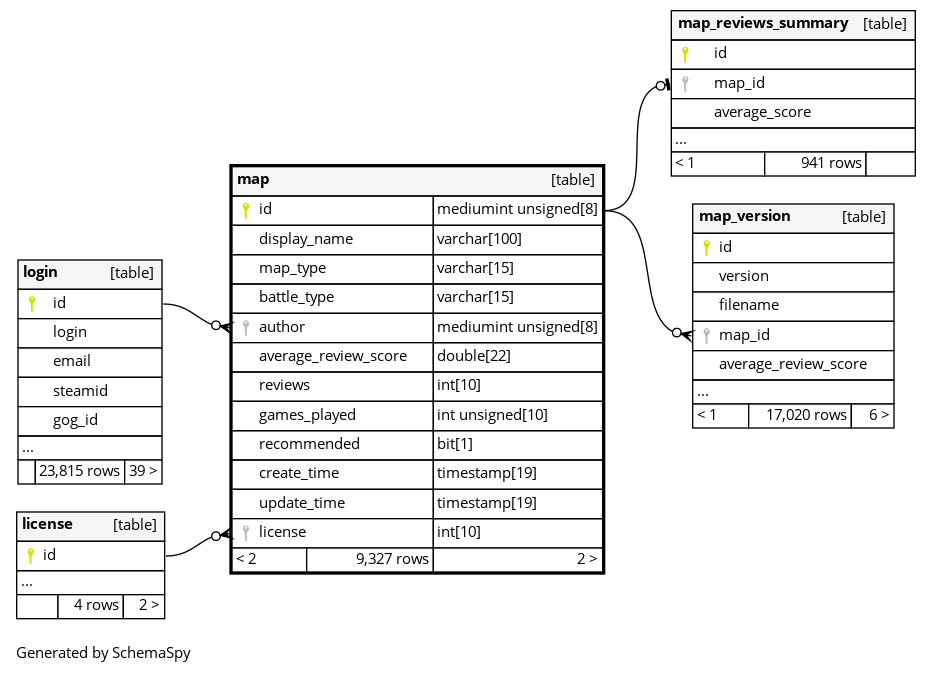 map_reviews_summary [table]
id
map_id
average_score
...
< 1 941 rows
map [table]
id mediumint unsigned[8]
display_name varchar[100]
map_type varchar[15]
battle_type varchar[15]
author mediumint unsigned[8]
average_review_score double[22]
reviews int[10]
games_played int unsigned[10]
recommended bit[1]
create_time timestamp[19]
update_time timestamp[19]
license int[10]
< 2 9,327 rows 2 >
map_version [table]
id
version
filename
map_id
average_review_score
...
< 1 17,020 rows 6 >
login [table]
id
login
email
steamid
gog_id
...
23,815 rows 39 >
license [table]
id
...
4 rows 2 >
Generated by SchemaSpy